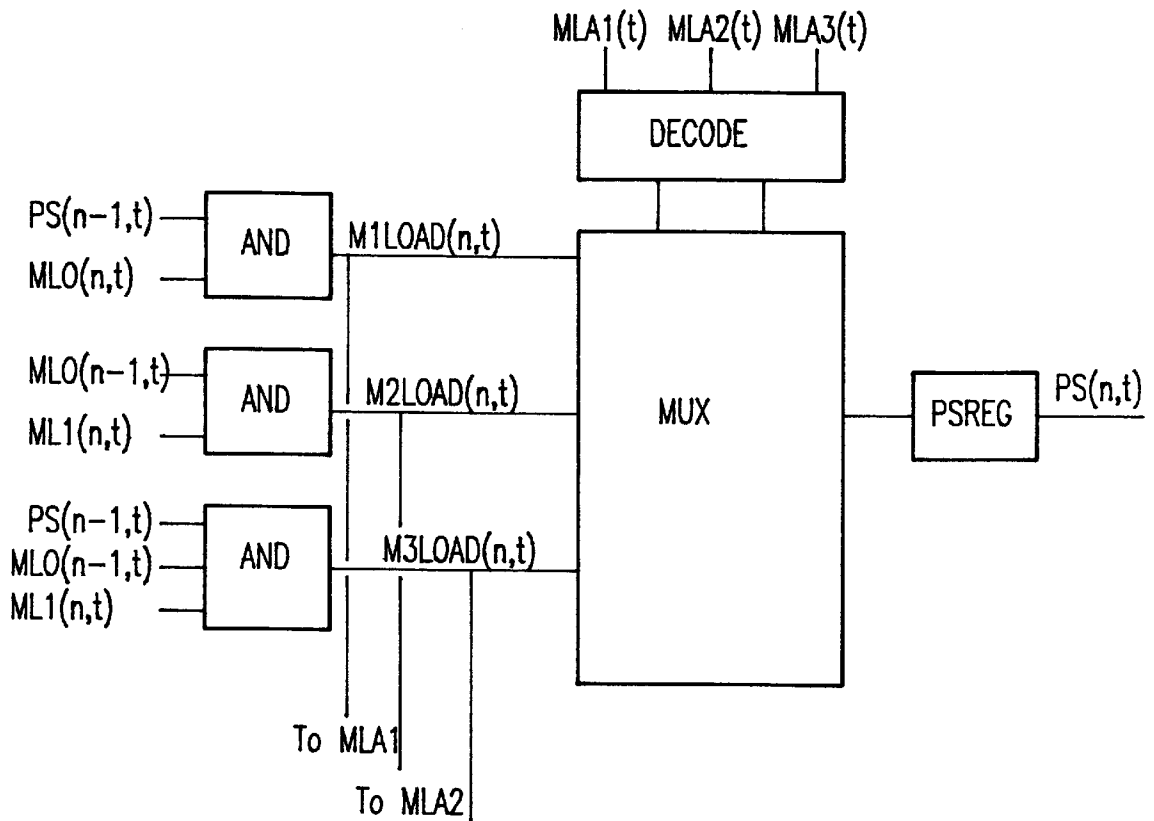 MLA1(t) MLA2(t) MLA3(t)
DECODE
PS(n-1,t)
AND
M1LOAD(n,t)
MLO(n,t)
MLO(n-1,t)
AND
M2LOAD(n,t)
ML1(n,t)
MUX
PSREG
PS(n,t)
PS(n-1,t)
MLO(n-1,t)
AND
M3LOAD(n,t)
ML1(n,t)
To MLA1
To MLA2